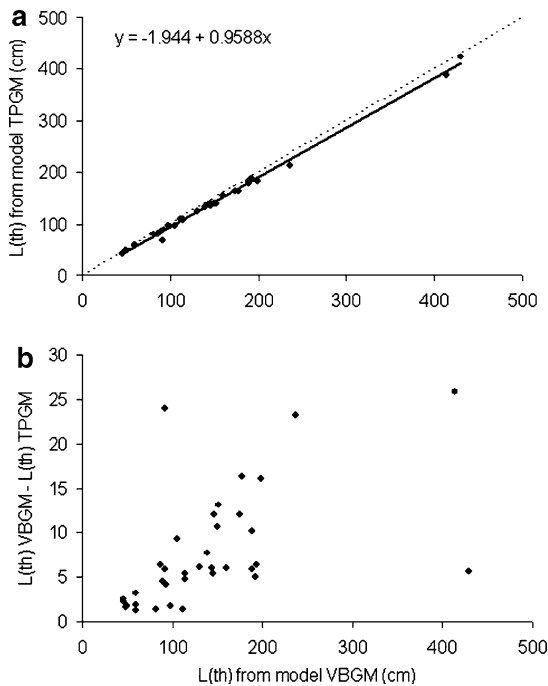 a
L(th) from model TPGM (cm)
500
400
300
200
100
0
y = -1.944 + 0.9588x
0 100 200 300 400 500
b
L(th) VBGM - L(th) TPGM
30
25
20
15
10
5
0
0 100 200 300 400 500
L(th) from model VBGM (cm)